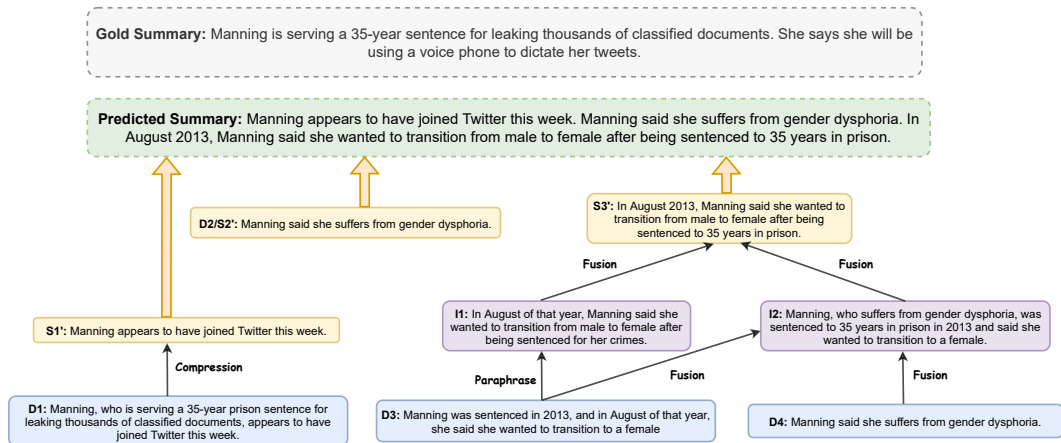 Gold Summary: Manning is serving a 35-year sentence for leaking thousands of classified documents. She says she will be
using a voice phone to dictate her tweets.
Predicted Summary: Manning appears to have joined Twitter this week. Manning said she suffers from gender dysphoria. In
August 2013, Manning said she wanted to transition from male to female after being sentenced to 35 years in prison.
D2/S2': Manning said she suffers from gender dysphoria.
S3': In August 2013, Manning said she wanted to
transition from male to female after being
sentenced to 35 years in prison.
Fusion
Fusion
S1': Manning appears to have joined Twitter this week.
I1: In August of that year, Manning said she
wanted to transition from male to female after
being sentenced for her crimes.
I2: Manning, who suffers from gender dysphoria, was
sentenced to 35 years in prison in 2013 and said she
wanted to transition to a female.
Compression
Paraphrase
Fusion
Fusion
D1: Manning, who is serving a 35-year prison sentence for
leaking thousands of classified documents, appears to have
joined Twitter this week.
D3: Manning was sentenced in 2013, and in August of that year,
she said she wanted to transition to a female
D4: Manning said she suffers from gender dysphoria.